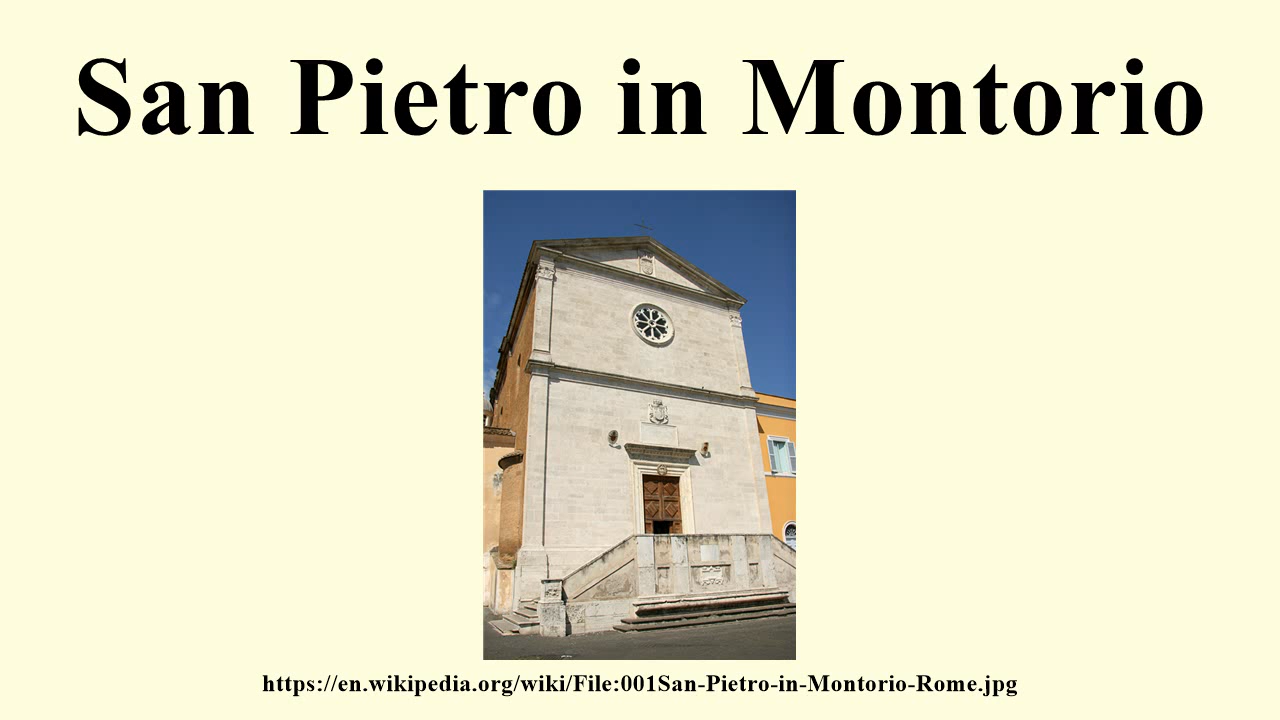 San Pietro in Montorio
https://en.wikipedia.org/wiki/File:001San-Pietro-in-Montorio-Rome.jpg